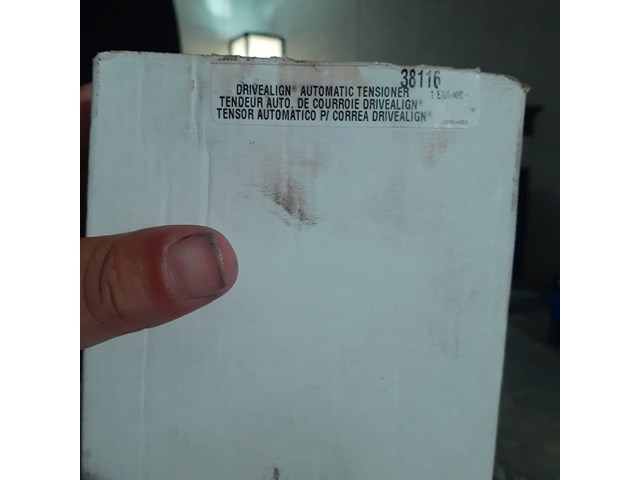 38116
DRIVEALIGN® AUTOMATIC TENSIONER
TENDEUR AUTO. DE COURROIE DRIVEALIGN®
TENSOR AUTOMATICO P/ CORREA DRIVEALIGN®